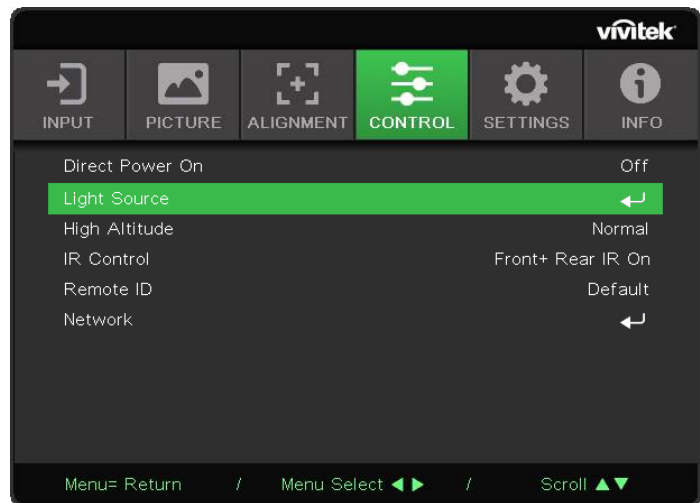 vivitek
INPUT PICTURE ALIGNMENT CONTROL SETTINGS INFO
Direct Power On Off
Light Source
High Altitude Normal
IR Control Front+ Rear IR On
Remote ID Default
Network
Menu= Return / Menu Select ◀ ▶ / Scroll ▲▼